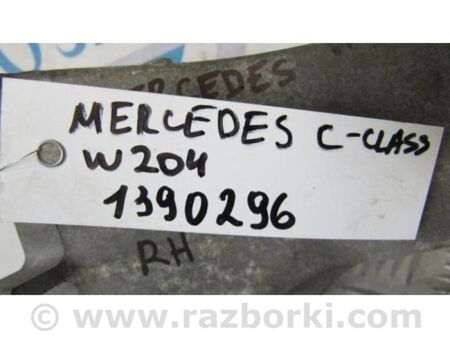 MERCEDES
MERCEDES C-CLASS
W204
1390296
RH
© www.razborki.com